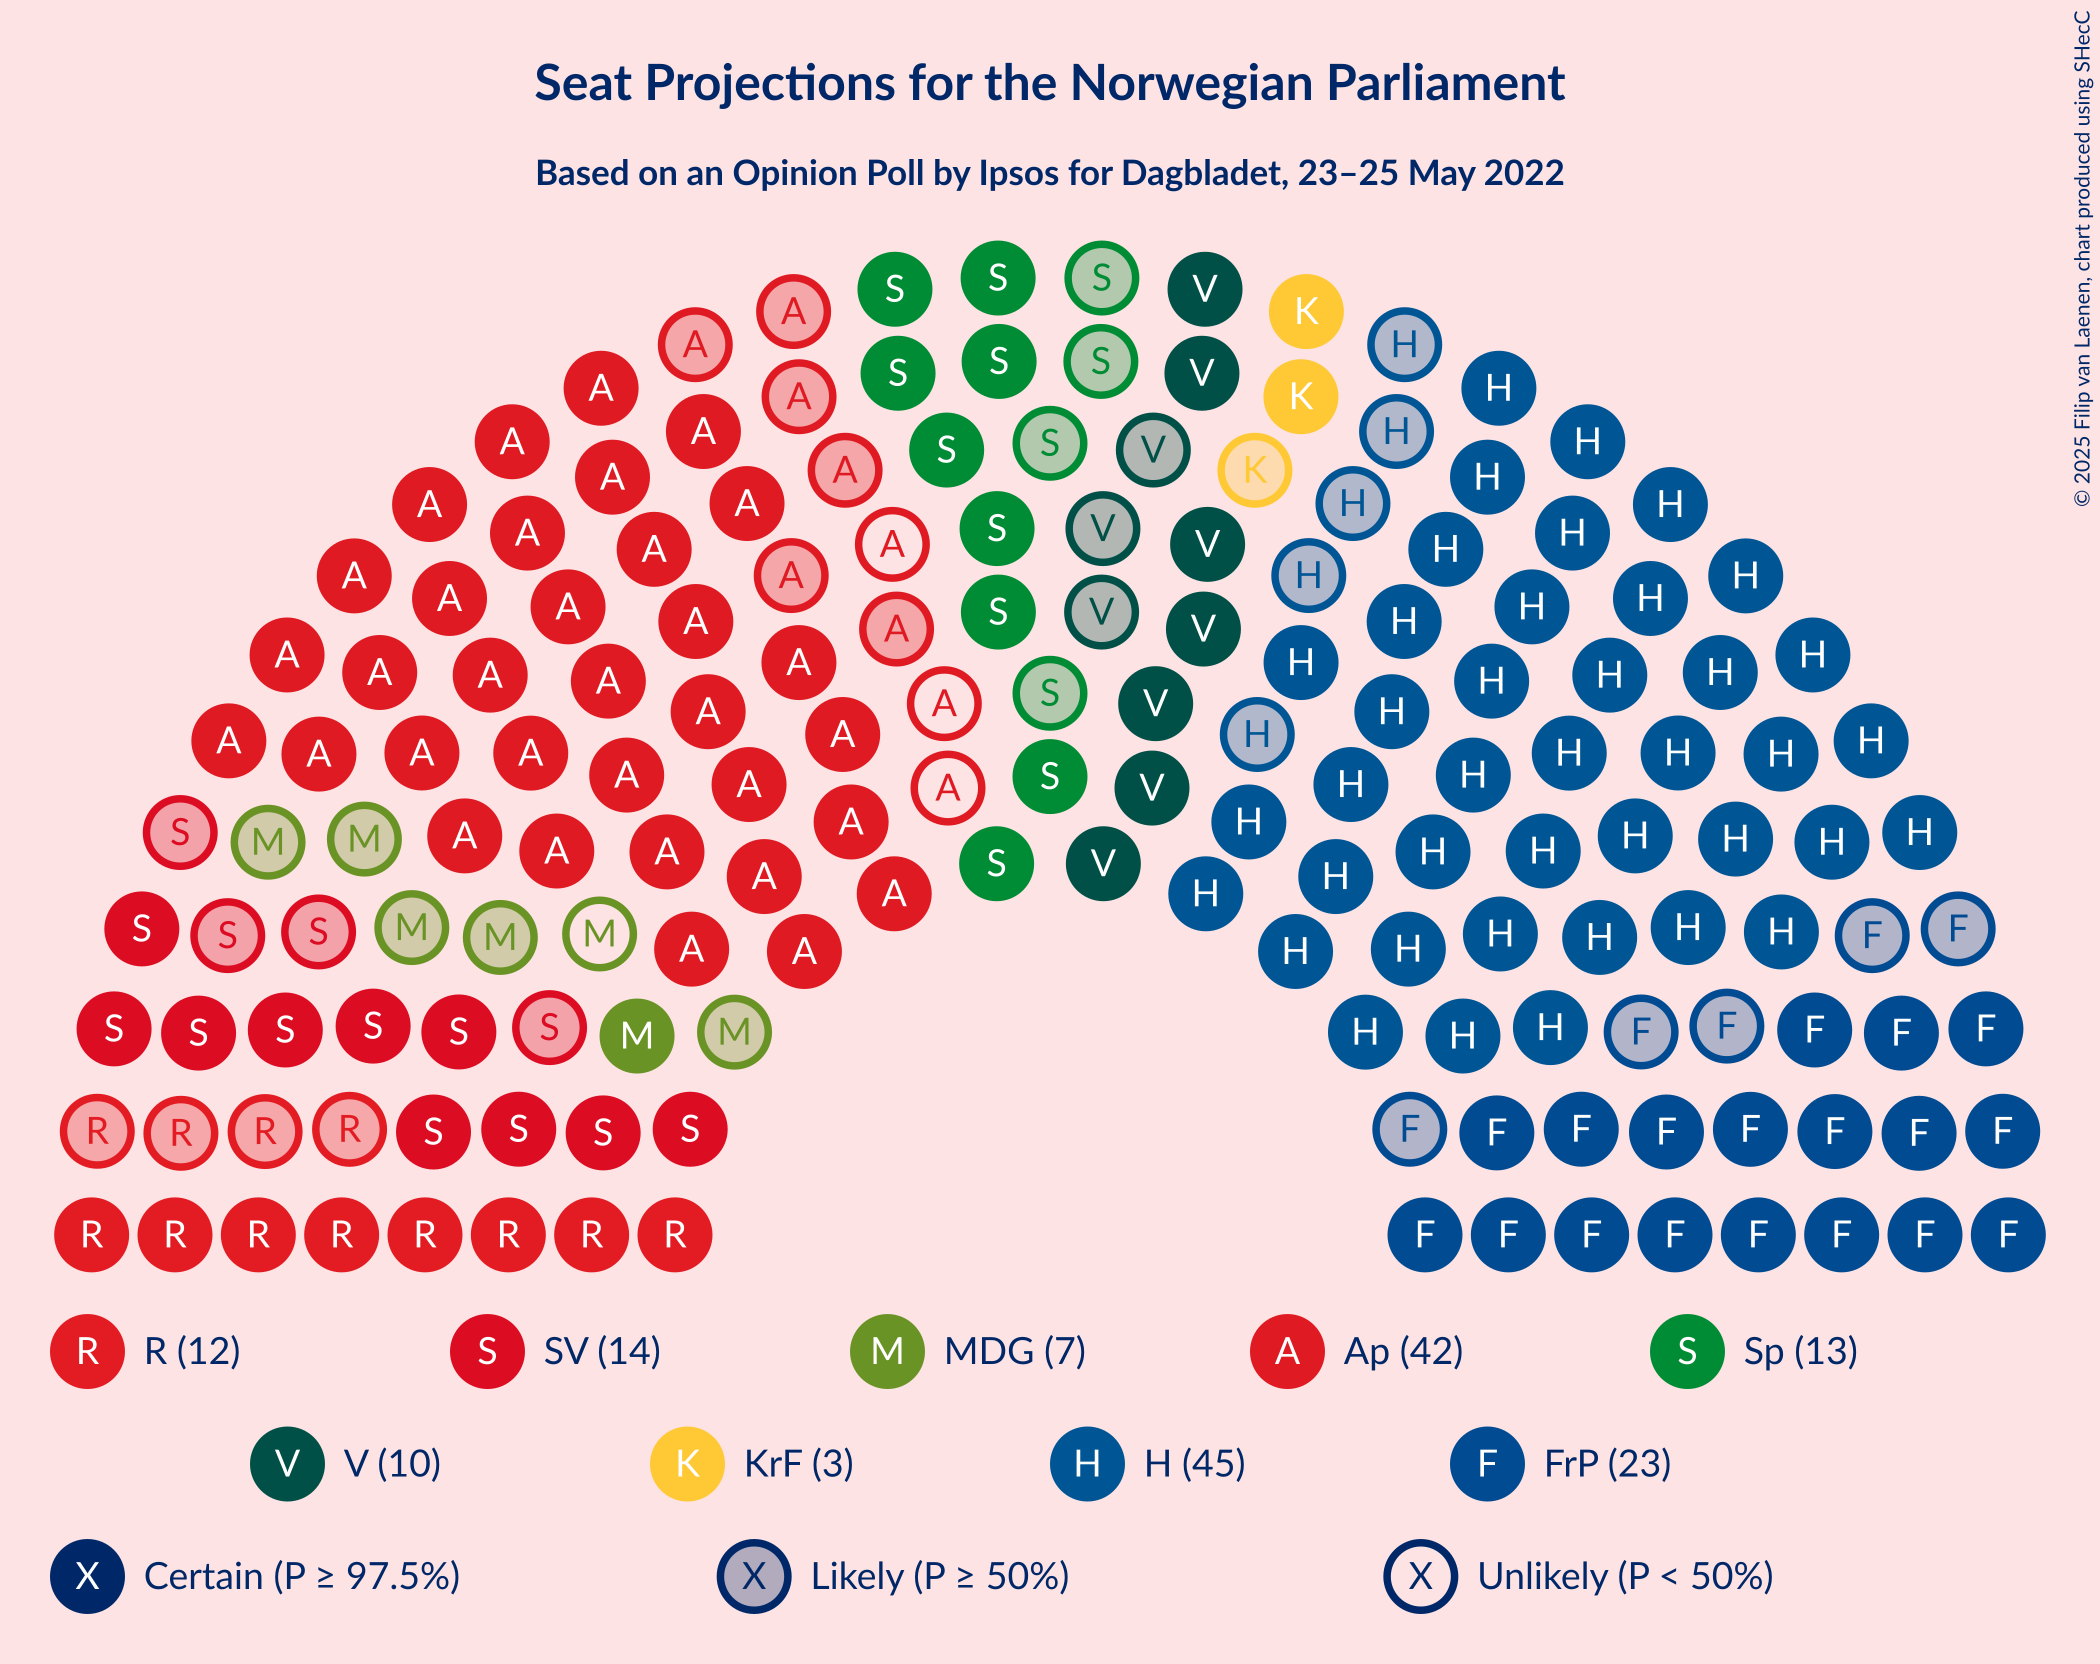 Seat Projections for the Norwegian Parliament
Based on an Opinion Poll by Ipsos for Dagbladet, 23–25 May 2022
© 2025 Filip van Laenen, chart produced using SHecC
S S S V
A K
A H
A S S S V H
A K
A H
A A S S V H
A K
A H
A A H H
A A S V V H H
A A A H H H
A A S V V H H
A A A H H H
A A A A S V H H H H
A A A A H H H H
A A A A A A S V H H H H H H
S M M A A A A A H H H H H H
A S V H
S S S M M M A A H H H H H H F F
S S S S S S M M H H H F F F F F
R R R R S S S S F F F F F F F F
R R R R R R R R F F F F F F F F
R R (12) S SV (14) M MDG (7) A Ap (42) S Sp (13)
V V (10) K KrF (3) H H (45) F FrP (23)
X Certain (P ≥ 97.5%) X Likely (P ≥ 50%) X Unlikely (P < 50%)